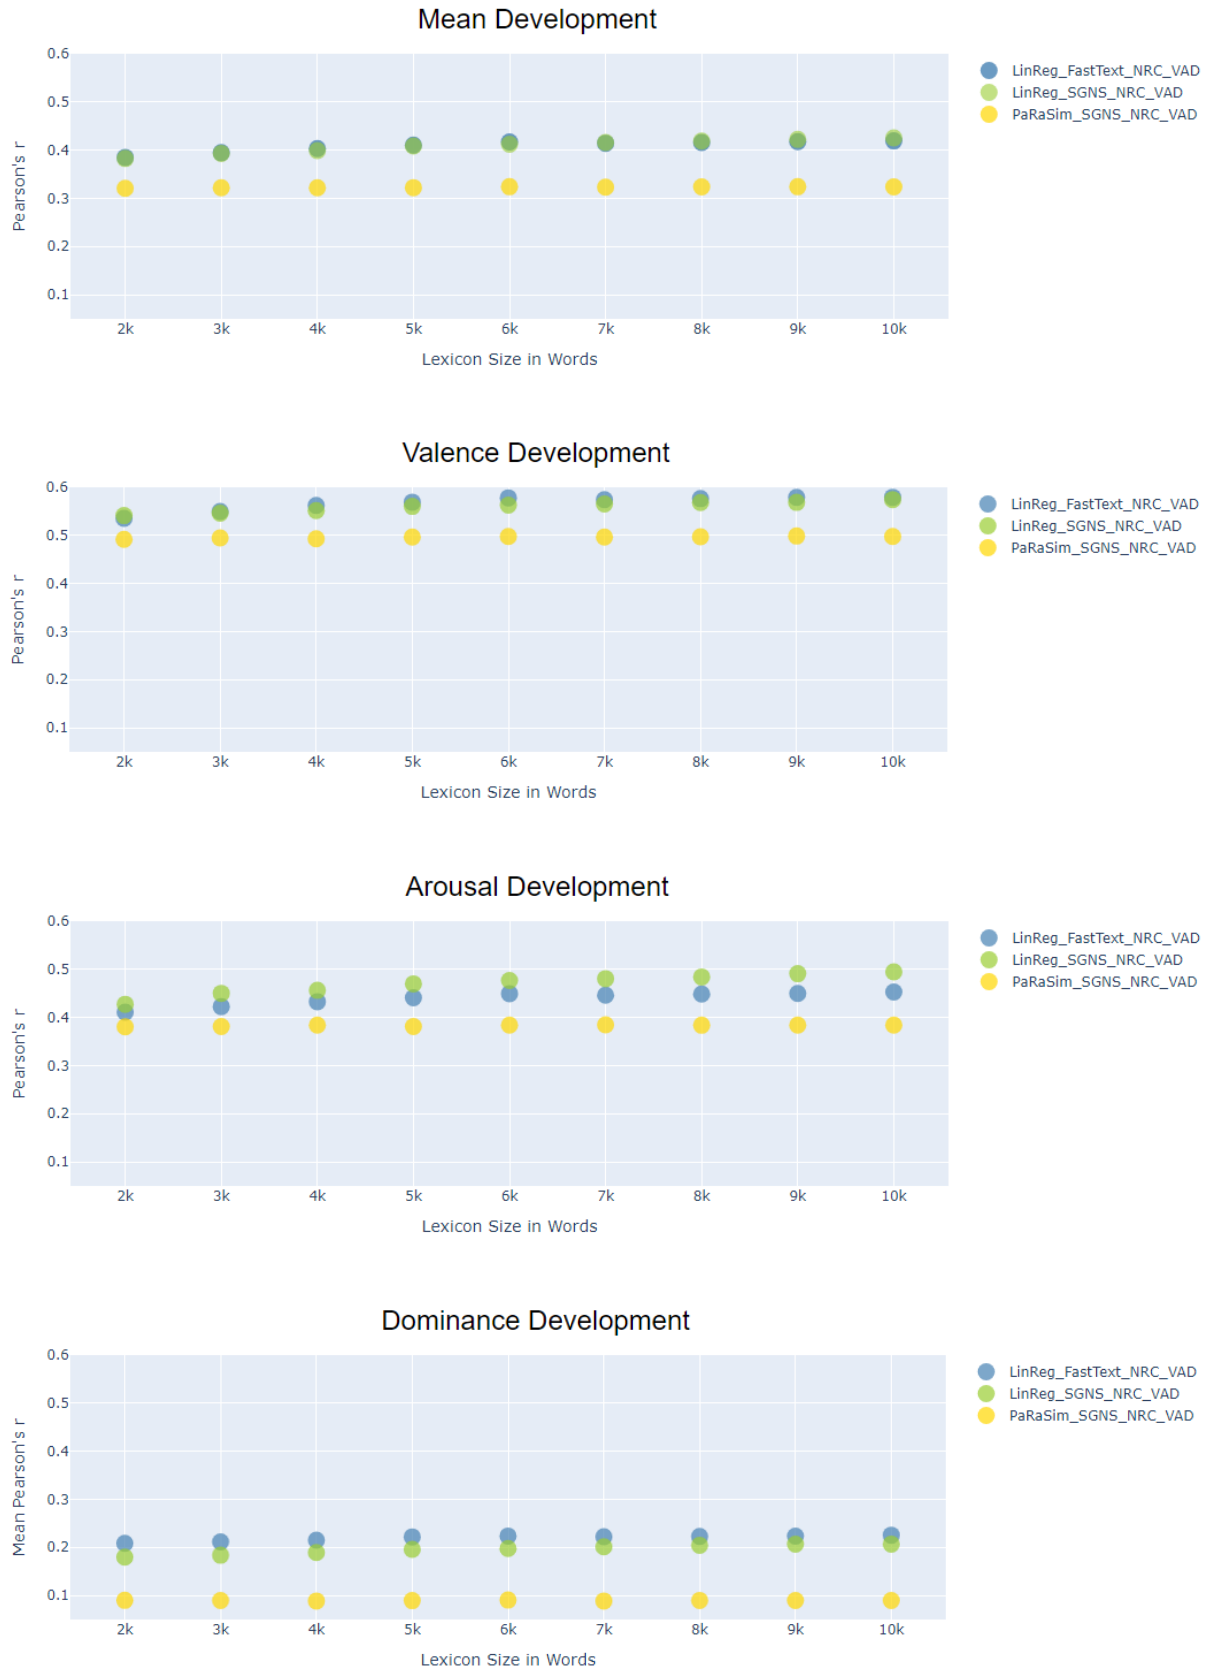 Mean Development
0.6
0.5
0.4
0.3
0.2
0.1
Pearson's r
2k 3k 4k 5k 6k 7k 8k 9k 10k
Lexicon Size in Words
LinReg_FastText_NRC_VAD
LinReg_SGNS_NRC_VAD
PaRaSim_SGNS_NRC_VAD
Valence Development
0.6
0.5
0.4
0.3
0.2
0.1
Pearson's r
2k 3k 4k 5k 6k 7k 8k 9k 10k
Lexicon Size in Words
LinReg_FastText_NRC_VAD
LinReg_SGNS_NRC_VAD
PaRaSim_SGNS_NRC_VAD
Arousal Development
0.6
0.5
0.4
0.3
0.2
0.1
Pearson's r
2k 3k 4k 5k 6k 7k 8k 9k 10k
Lexicon Size in Words
LinReg_FastText_NRC_VAD
LinReg_SGNS_NRC_VAD
PaRaSim_SGNS_NRC_VAD
Dominance Development
0.6
0.5
0.4
0.3
0.2
0.1
Mean Pearson's r
2k 3k 4k 5k 6k 7k 8k 9k 10k
Lexicon Size in Words
LinReg_FastText_NRC_VAD
LinReg_SGNS_NRC_VAD
PaRaSim_SGNS_NRC_VAD